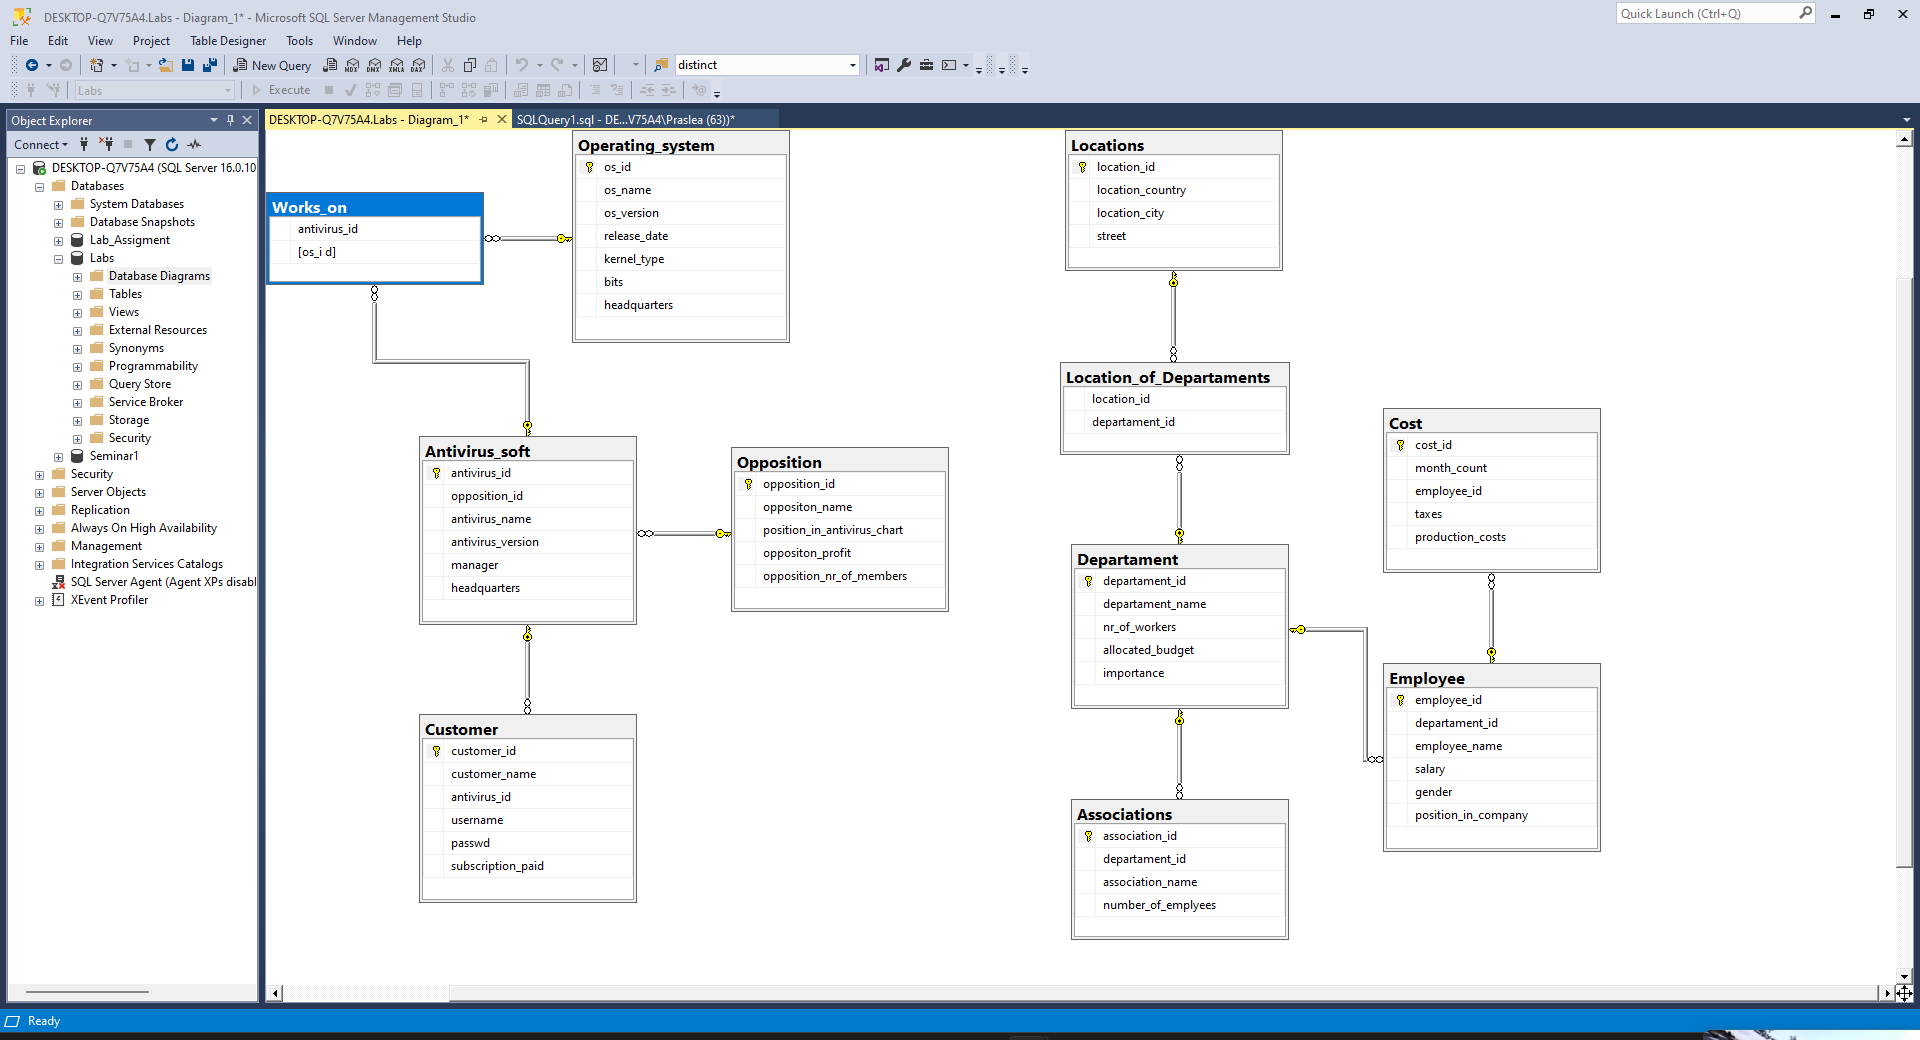 DESKTOP-Q7V75A4.Labs - Diagram_1* - Microsoft SQL Server Management Studio
Quick Launch (Ctrl+Q)
File Edit View Project Table Designer Tools Window Help
New Query MDX DMX XMLA DAX distinct
Labs Execute
Object Explorer
Connect
DESKTOP-Q7V75A4 (SQL Server 16.0.10
Databases
System Databases
Database Snapshots
Lab_Assigment
Labs
Database Diagrams
Tables
Views
External Resources
Synonyms
Programmability
Query Store
Service Broker
Storage
Security
Seminar1
Security
Server Objects
Replication
Always On High Availability
Management
Integration Services Catalogs
SQL Server Agent (Agent XPs disabl
XEvent Profiler
DESKTOP-Q7V75A4.Labs - Diagram_1*
SQLQuery1.sql - DE...V75A4\Praslea (63))*
Works_on
antivirus_id
[os_i d]
Operating_system
os_id
os_name
os_version
release_date
kernel_type
bits
headquarters
Antivirus_soft
antivirus_id
opposition_id
antivirus_name
antivirus_version
manager
headquarters
Opposition
opposition_id
oppositon_name
position_in_antivirus_chart
oppositon_profit
opposition_nr_of_members
Customer
customer_id
customer_name
antivirus_id
username
passwd
subscription_paid
Locations
location_id
location_country
location_city
street
Location_of_Departaments
location_id
departament_id
Departament
departament_id
departament_name
nr_of_workers
allocated_budget
importance
Associations
association_id
departament_id
association_name
number_of_emplyees
Cost
cost_id
month_count
employee_id
taxes
production_costs
Employee
employee_id
departament_id
employee_name
salary
gender
position_in_company
Ready